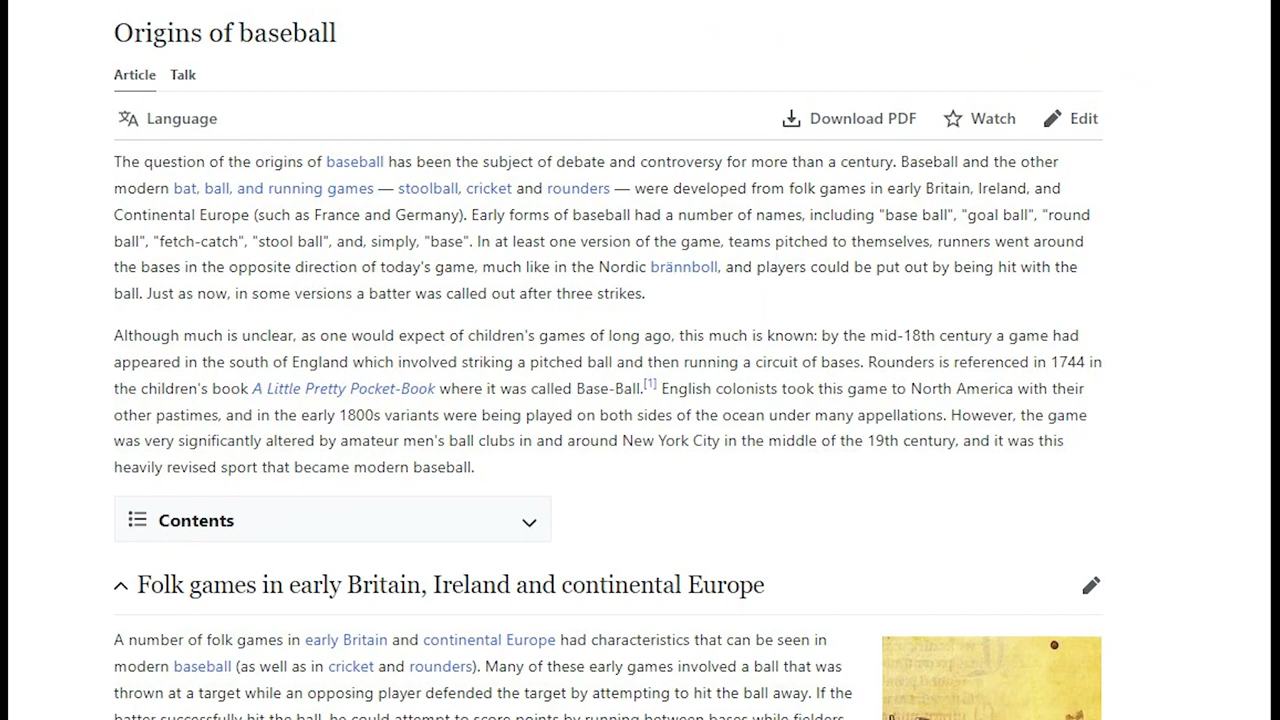 Origins of baseball
Article Talk
Language Download PDF Watch Edit
The question of the origins of baseball has been the subject of debate and controversy for more than a century. Baseball and the other
modern bat, ball, and running games — stoolball, cricket and rounders — were developed from folk games in early Britain, Ireland, and
Continental Europe (such as France and Germany). Early forms of baseball had a number of names, including "base ball", "goal ball", "round
ball", "fetch-catch", "stool ball", and, simply, "base". In at least one version of the game, teams pitched to themselves, runners went around
the bases in the opposite direction of today's game, much like in the Nordic brännboll, and players could be put out by being hit with the
ball. Just as now, in some versions a batter was called out after three strikes.
Although much is unclear, as one would expect of children's games of long ago, this much is known: by the mid-18th century a game had
appeared in the south of England which involved striking a pitched ball and then running a circuit of bases. Rounders is referenced in 1744 in
the children's book A Little Pretty Pocket-Book where it was called Base-Ball.[1] English colonists took this game to North America with their
other pastimes, and in the early 1800s variants were being played on both sides of the ocean under many appellations. However, the game
was very significantly altered by amateur men's ball clubs in and around New York City in the middle of the 19th century, and it was this
heavily revised sport that became modern baseball.
Contents
Folk games in early Britain, Ireland and continental Europe
A number of folk games in early Britain and continental Europe had characteristics that can be seen in
modern baseball (as well as in cricket and rounders). Many of these early games involved a ball that was
thrown at a target while an opposing player defended the target by attempting to hit the ball away. If the
batter successfully hit the ball, he could attempt to score points by running between bases while fielders